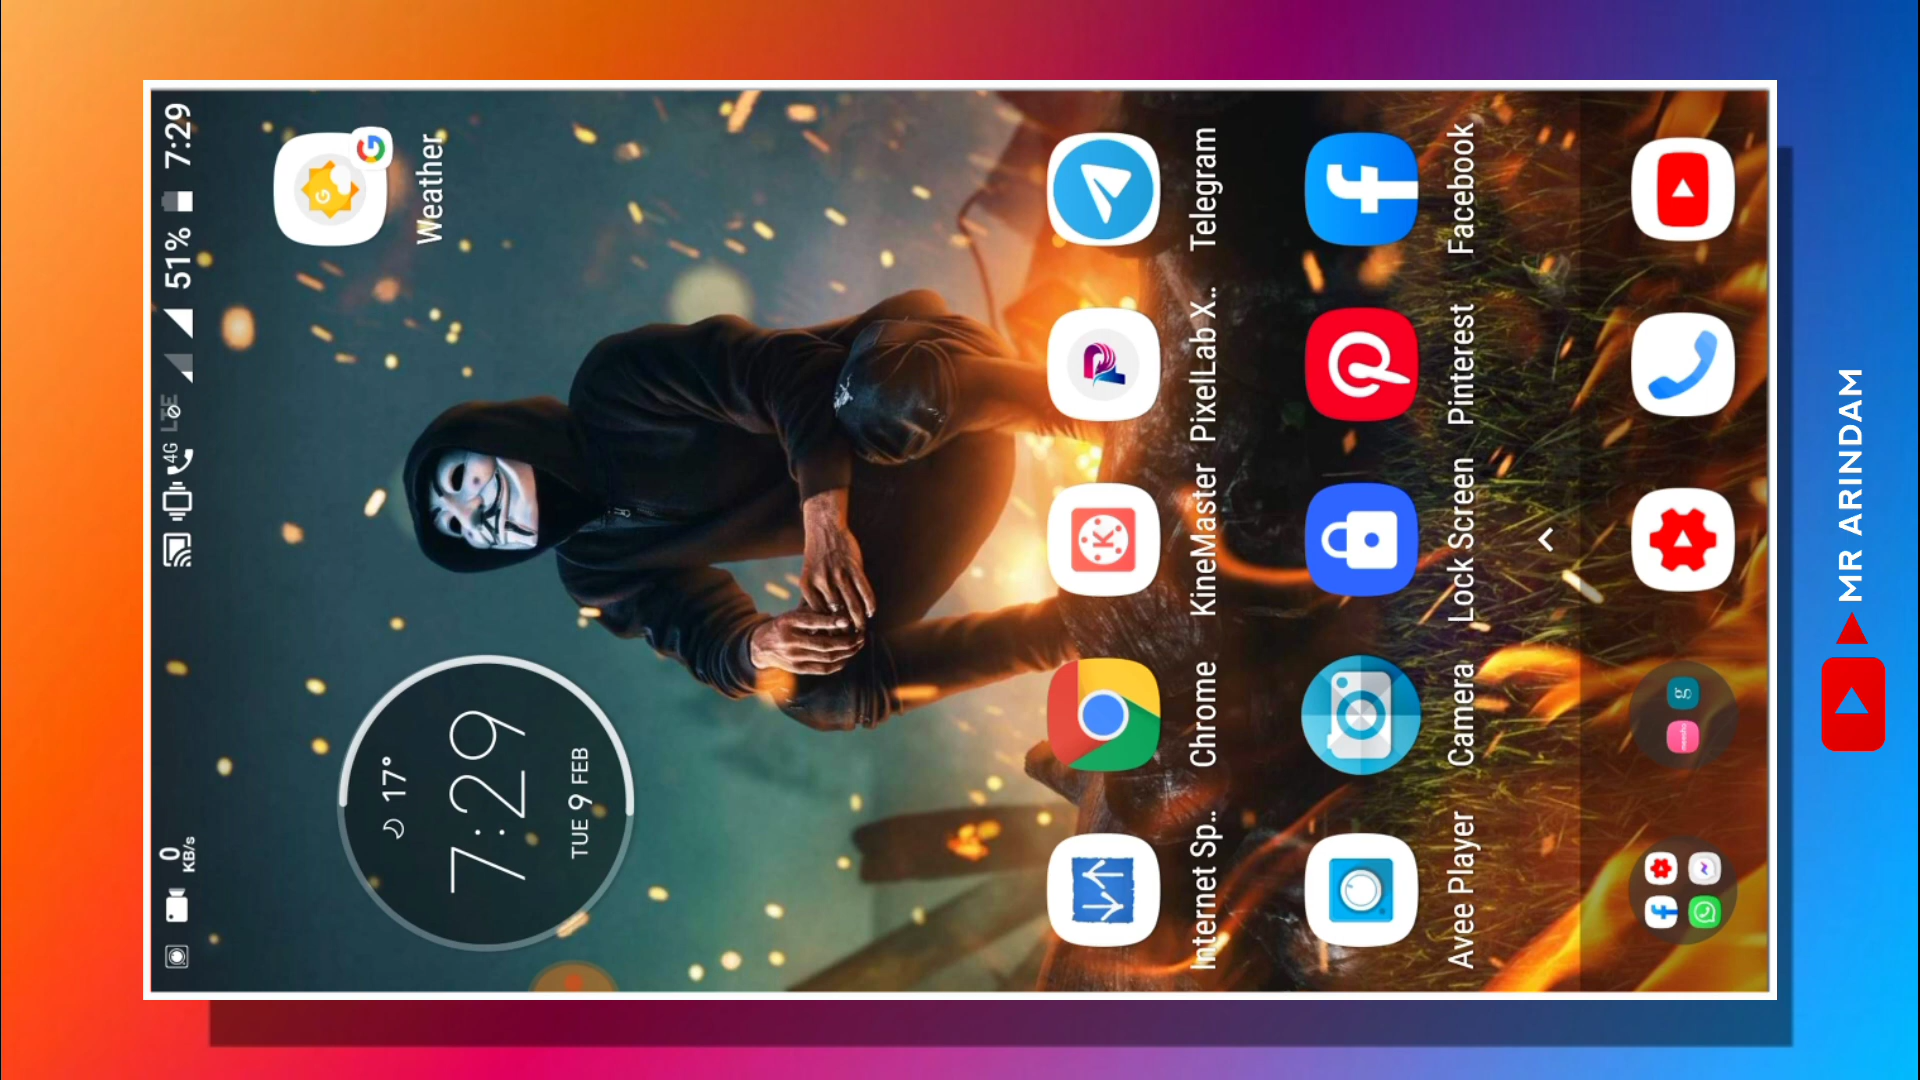 0
KB/s
4G LTE
51% 7:29
17°
7:29
TUE 9 FEB
Weather
Internet Sp..
Chrome
KineMaster
PixelLab X..
Telegram
Avee Player
Camera
Lock Screen
Pinterest
Facebook
MR ARINDAM